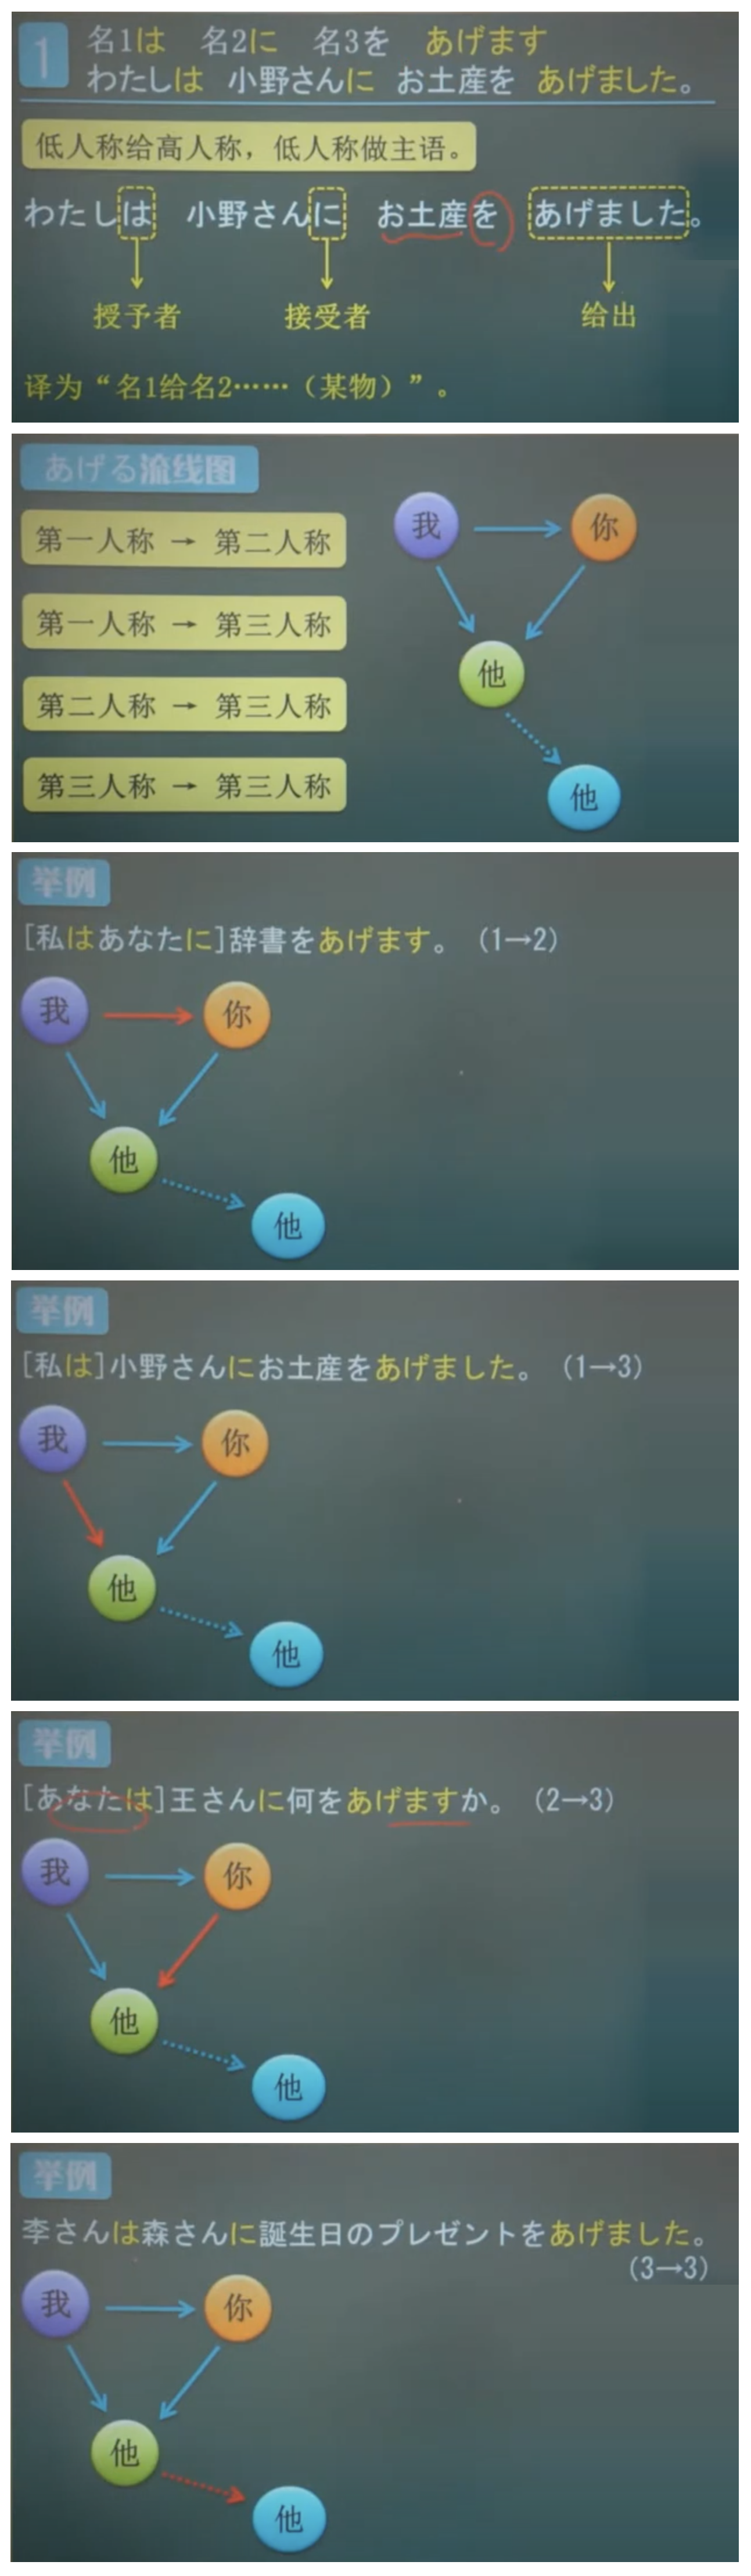 1
名1は 名2に 名3を あげます
わたしは 小野さんに お土産を あげました。
低人称给高人称，低人称做主语。
わたしは 小野さんに お土産を あげました。
授予者 接受者 给出
译为“名1给名2……（某物）”。
あげる流线图
第一人称 → 第二人称
第一人称 → 第三人称
第二人称 → 第三人称
第三人称 → 第三人称
我 你
他
他
举例
[私はあなたに]辞書をあげます。（1→2）
我 你
他
他
举例
[私は]小野さんにお土産をあげました。（1→3）
我 你
他
他
举例
[あなたは]王さんに何をあげますか。（2→3）
我 你
他
他
举例
李さんは森さんに誕生日のプレゼントをあげました。
（3→3）
我 你
他
他